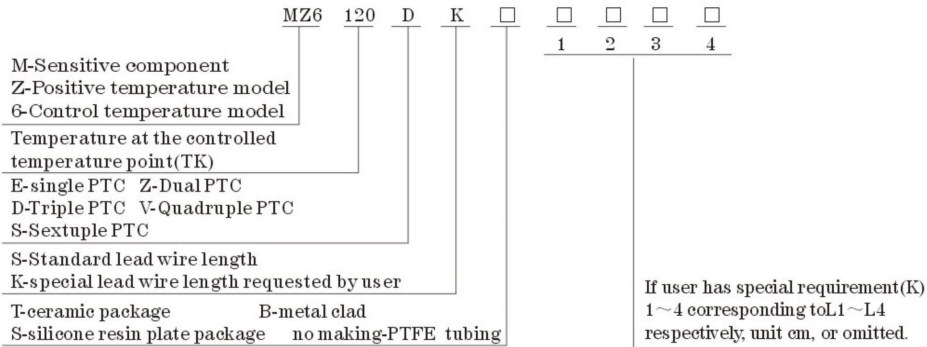 MZ6 120 D K □ □ □ □ □
1 2 3 4
M-Sensitive component
Z-Positive temperature model
6-Control temperature model
Temperature at the controlled
temperature point(TK)
E-single PTC Z-Dual PTC
D-Triple PTC V-Quadruple PTC
S-Sextuple PTC
S-Standard lead wire length
K-special lead wire length requested by user
T-ceramic package B-metal clad
S-silicone resin plate package no making-PTFE tubing
If user has special requirement(K)
1~4 corresponding toL1~L4
respectively, unit cm, or omitted.